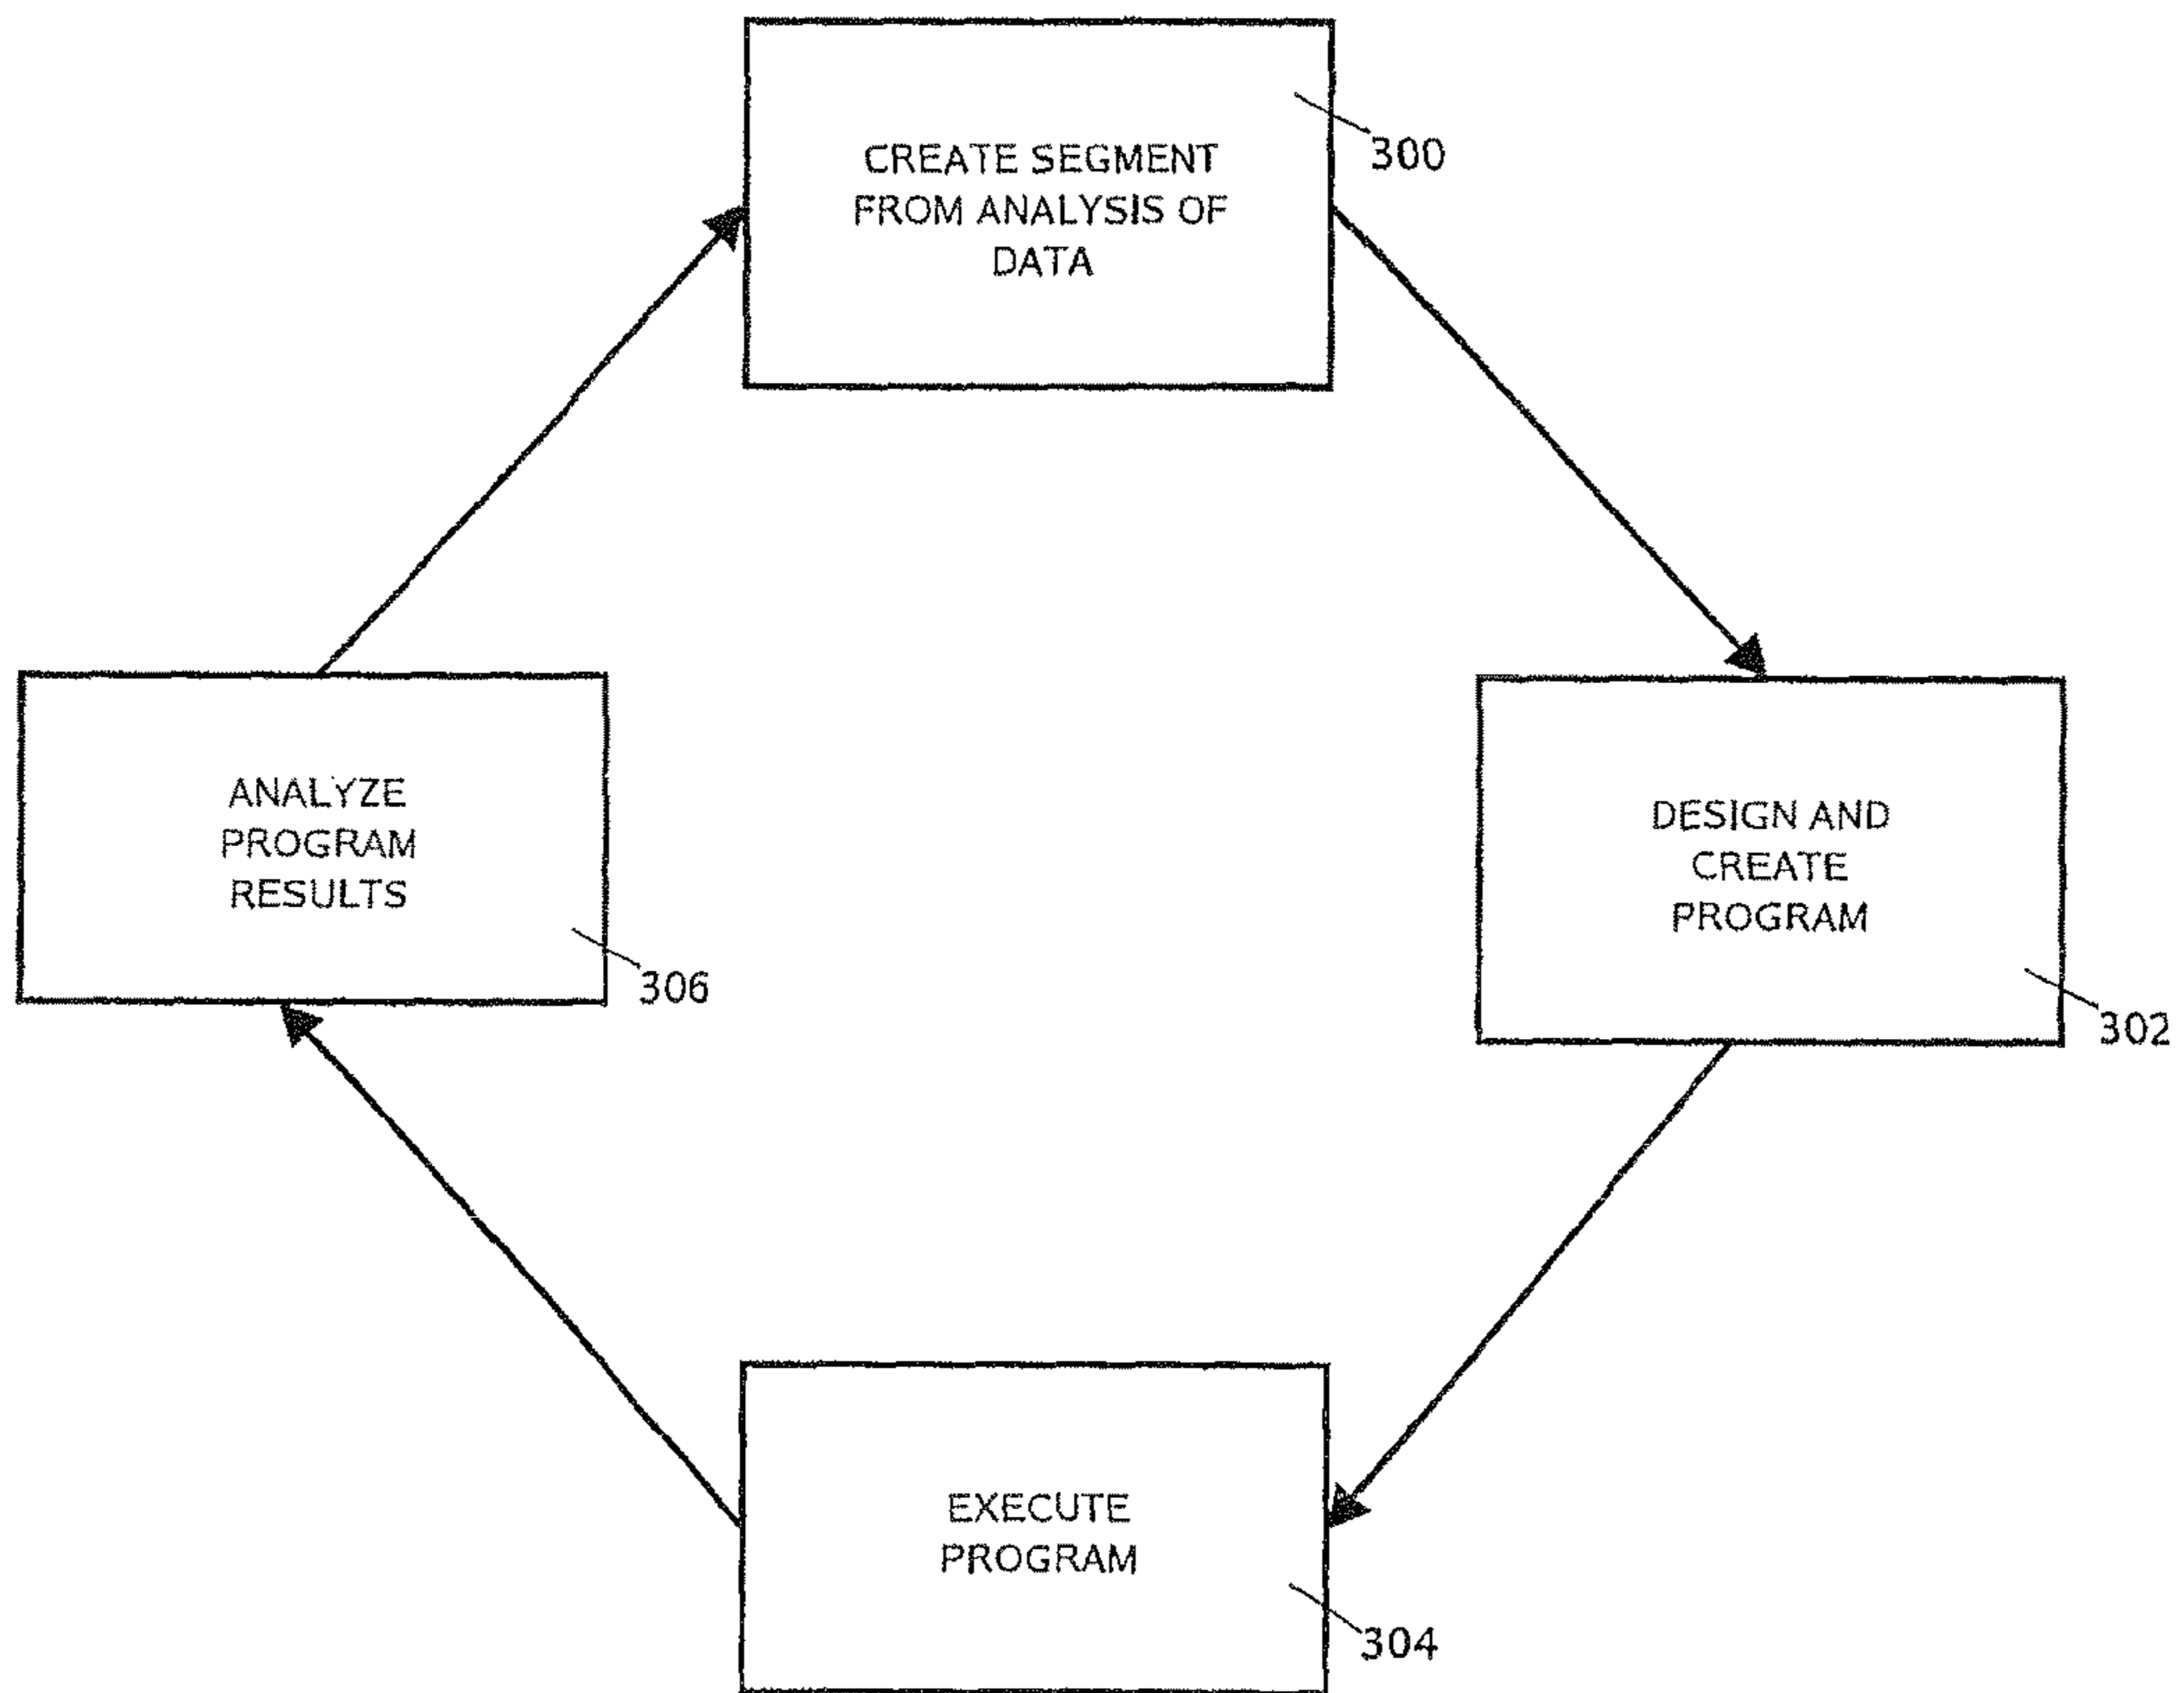 CREATE SEGMENT
FROM ANALYSIS OF
DATA
300
ANALYZE
PROGRAM
RESULTS
306
DESIGN AND
CREATE
PROGRAM
302
EXECUTE
PROGRAM
304